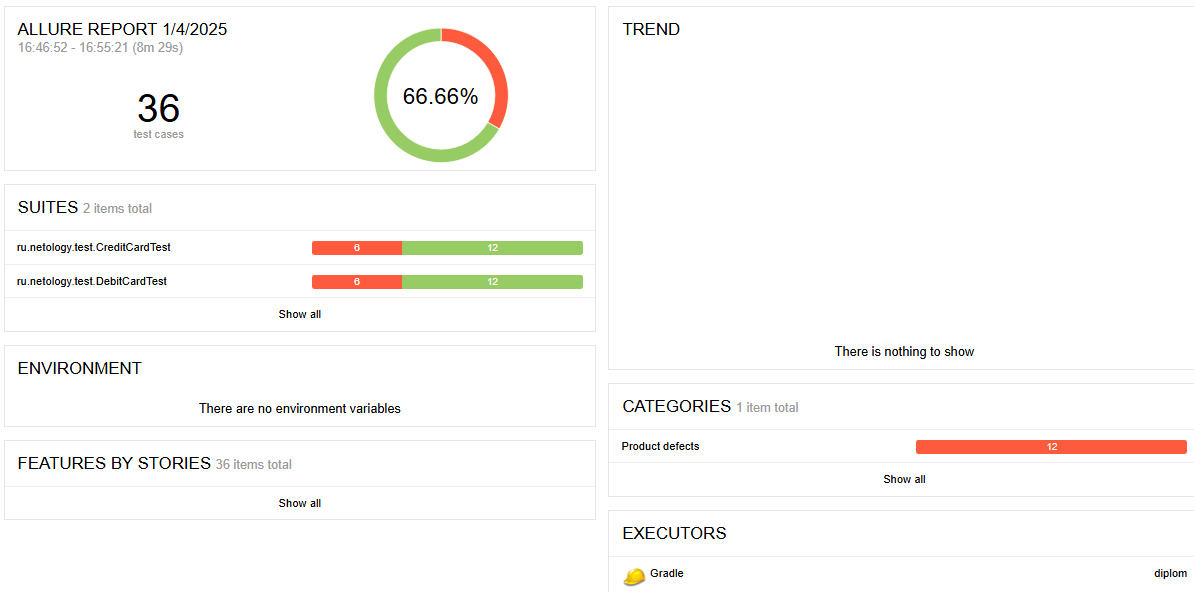 ALLURE REPORT 1/4/2025
16:46:52 - 16:55:21 (8m 29s)
36
test cases
66.66%
SUITES 2 items total
ru.netology.test.CreditCardTest 6 12
ru.netology.test.DebitCardTest 6 12
Show all
ENVIRONMENT
There are no environment variables
FEATURES BY STORIES 36 items total
Show all
TREND
There is nothing to show
CATEGORIES 1 item total
Product defects 12
Show all
EXECUTORS
Gradle diplom